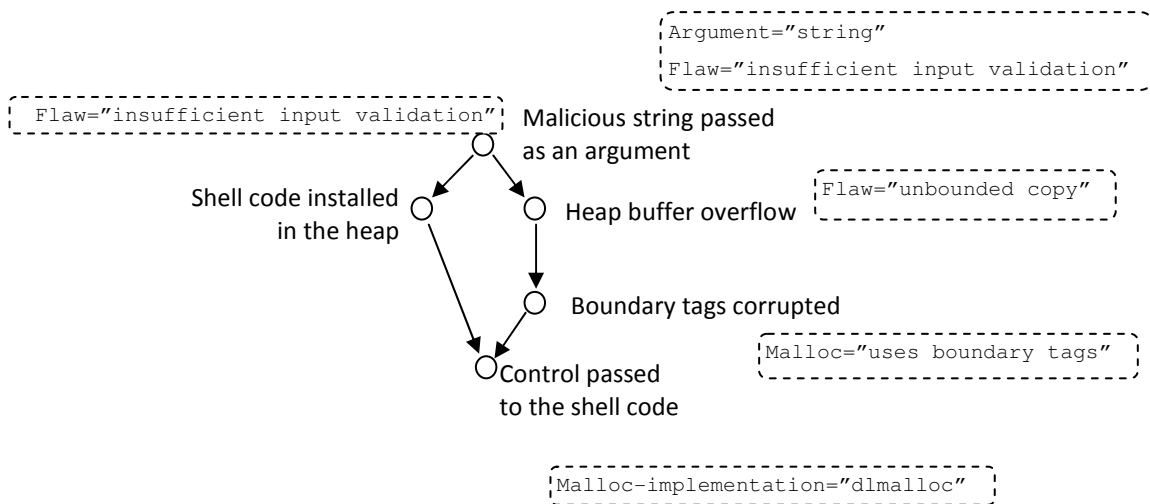 Argument="string"
Flaw="insufficient input validation"
Flaw="insufficient input validation"
Malicious string passed
as an argument
Shell code installed
in the heap
Heap buffer overflow
Flaw="unbounded copy"
Boundary tags corrupted
Malloc="uses boundary tags"
Control passed
to the shell code
Malloc-implementation="dlmalloc"